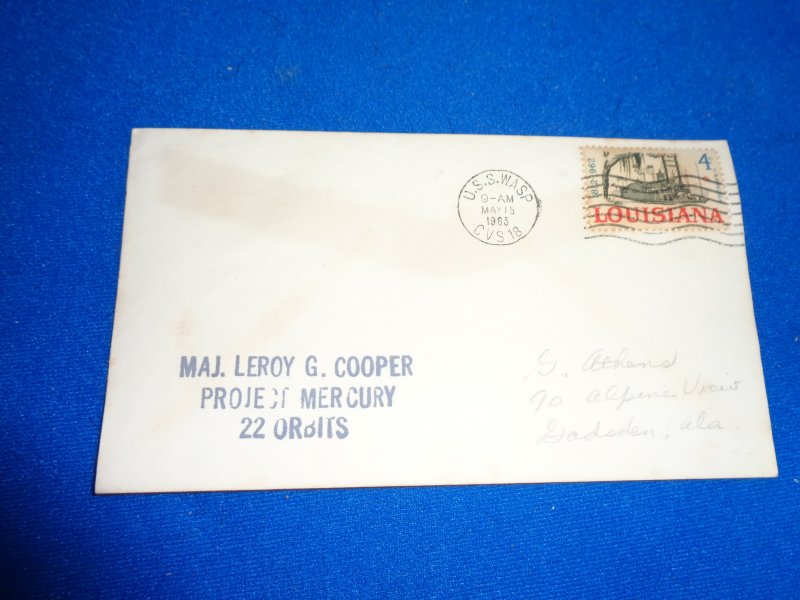 U.S.S. WASP
9-AM
MAY 15
1963
CVS 18
1812-1962
4¢
LOUISIANA
MAJ. LEROY G. COOPER
PROJECT MERCURY
22 ORBITS
G.
90 Alpine View
Gadsden, Ala.